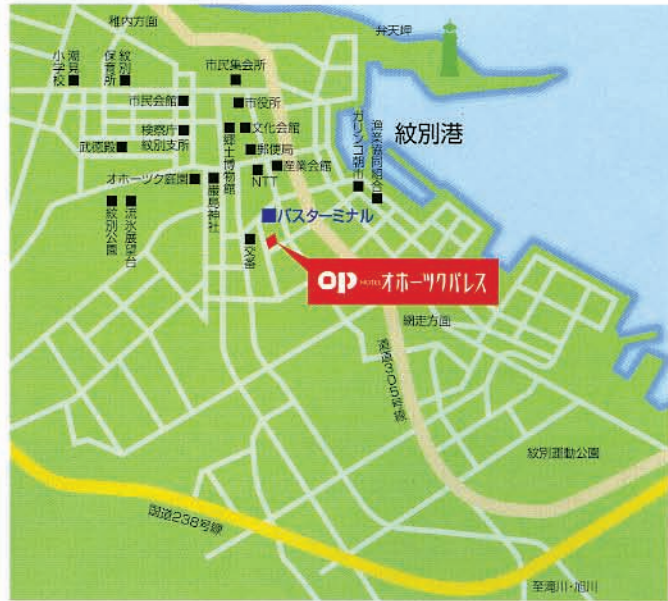 稚内方面
弁天岬
潮見小学校
紋別保育所
市民集会所
市民会館
市役所
検察庁
紋別支所
郷土博物館
文化会館
武徳殿
郵便局
産業会館
NTT
ガリンコ朝市
漁業協同組合
紋別港
オホーツク庭園
厳島神社
紋別公園
流氷展望台
バスターミナル
交番
OP HOTEL オホーツクパレス
網走方面
道道305号線
紋別運動公園
国道238号線
至滝川・旭川